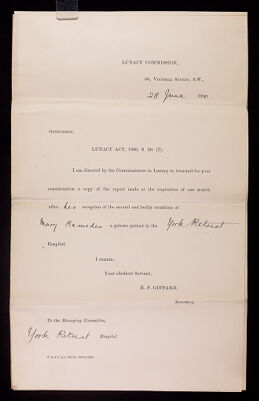 LUNACY COMMISSION,
66, VICTORIA STREET, S.W.,
28 June 1890.
GENTLEMEN,
LUNACY ACT, 1890, S. 39. (7).
I am directed by the Commissioners in Lunacy to transmit for your
consideration a copy of the report made at the expiration of one month
after her reception of the mental and bodily condition of
Mary Ramsden a private patient in the York Retreat
Hospital.
I remain,
Your obedient Servant,
H. F. GIFFARD,
Secretary.
To the Managing Committee,
York Retreat Hospital.